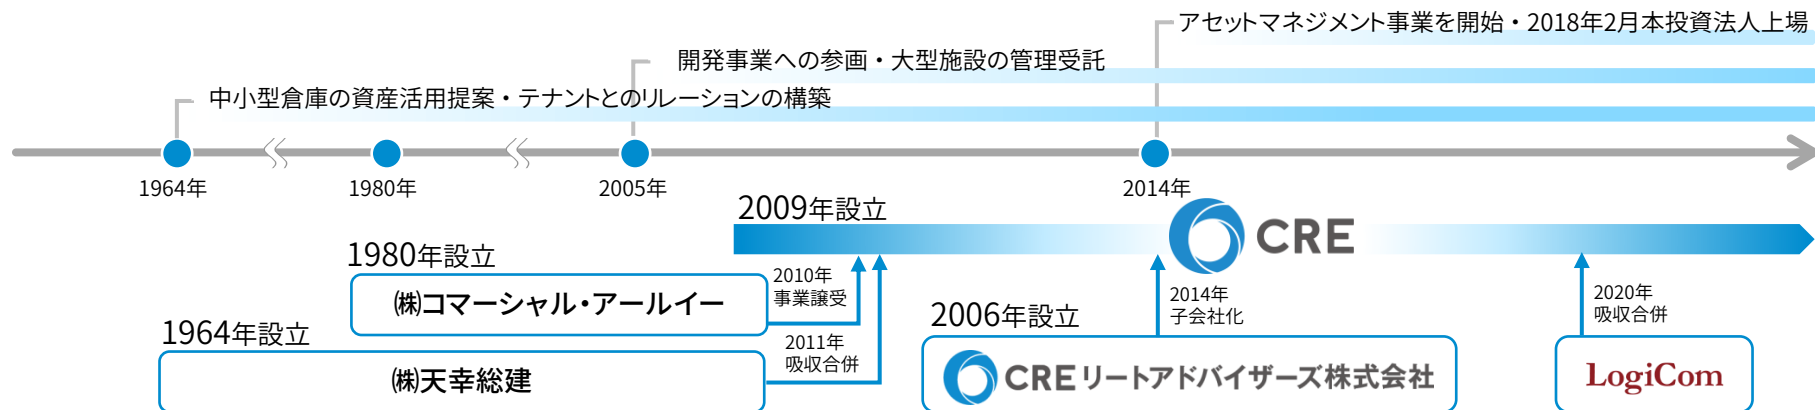 アセットマネジメント事業を開始・2018年2月本投資法人上場
開発事業への参画・大型施設の管理受託
中小型倉庫の資産活用提案・テナントとのリレーションの構築
1964年
1980年
2005年
2014年
2009年設立
CRE
1980年設立
㈱コマーシャル・アールイー
2010年
事業譲受
1964年設立
㈱天幸総建
2011年
吸収合併
2006年設立
CREリートアドバイザーズ株式会社
2014年
子会社化
2020年
吸収合併
LogiCom